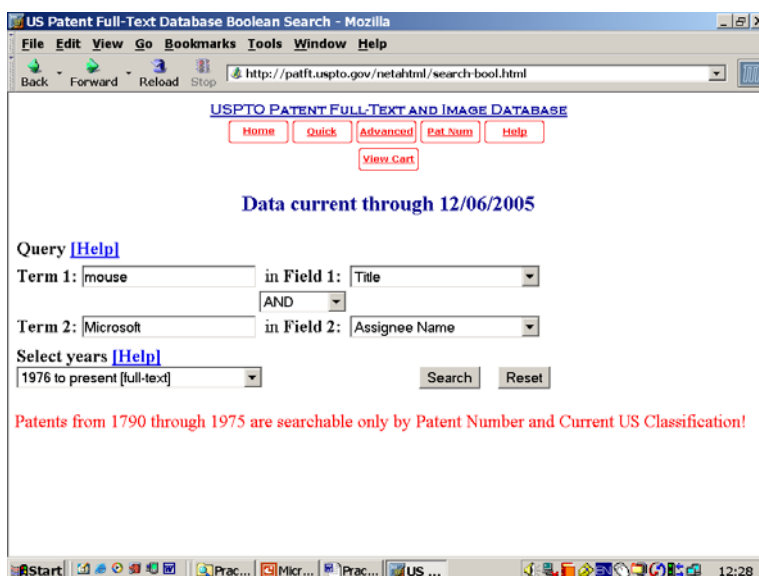 US Patent Full-Text Database Boolean Search - Mozilla
File Edit View Go Bookmarks Tools Window Help
Back Forward Reload Stop http://patft.uspto.gov/netahtml/search-bool.html
USPTO PATENT FULL-TEXT AND IMAGE DATABASE
Home Quick Advanced Pat Num Help
View Cart
Data current through 12/06/2005
Query [Help]
Term 1: mouse in Field 1: Title
AND
Term 2: Microsoft in Field 2: Assignee Name
Select years [Help]
1976 to present [full-text] Search Reset
Patents from 1790 through 1975 are searchable only by Patent Number and Current US Classification!
Start Prac... Micr... Prac... US ... EN 12:28